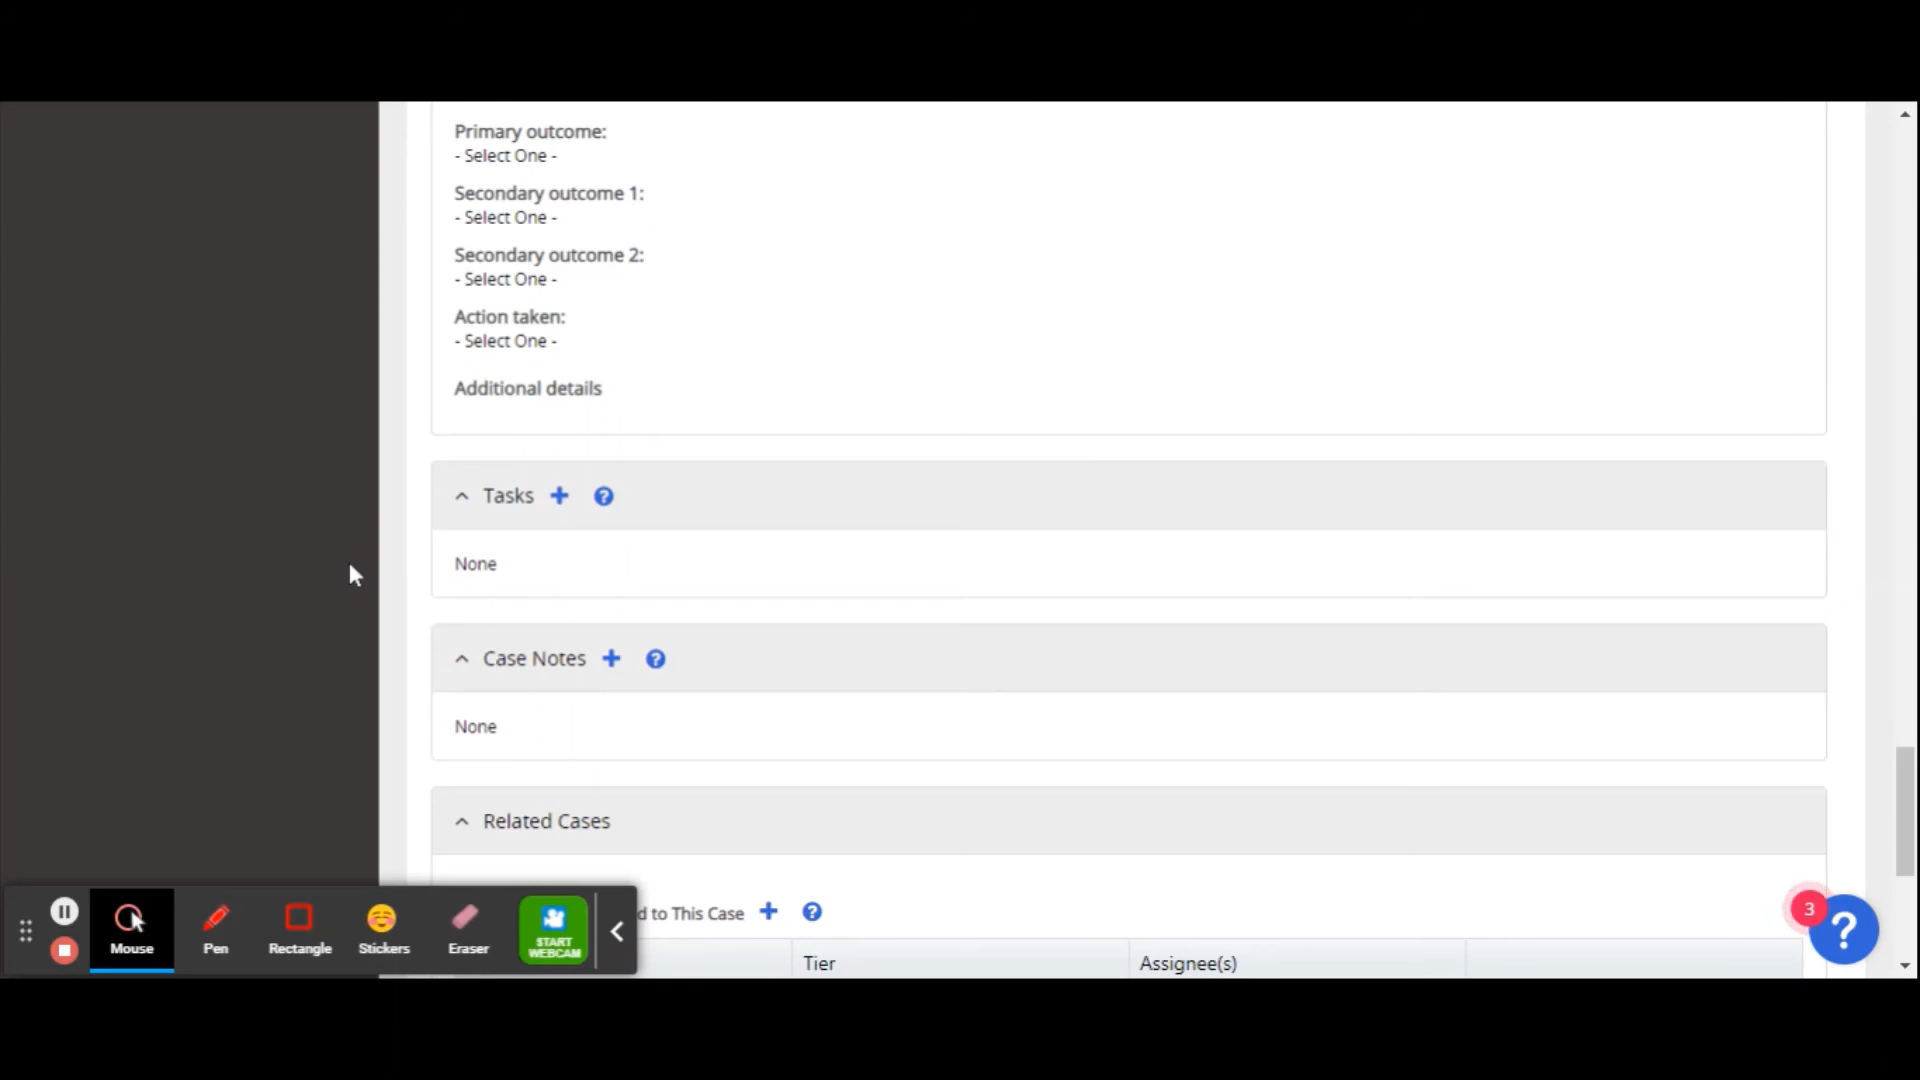 Primary outcome:
- Select One -
Secondary outcome 1:
- Select One -
Secondary outcome 2:
- Select One -
Action taken:
- Select One -
Additional details
Tasks
None
Case Notes
None
Related Cases
to This Case
Tier Assignee(s)
Mouse Pen Rectangle Stickers Eraser START
WEBCAM
3